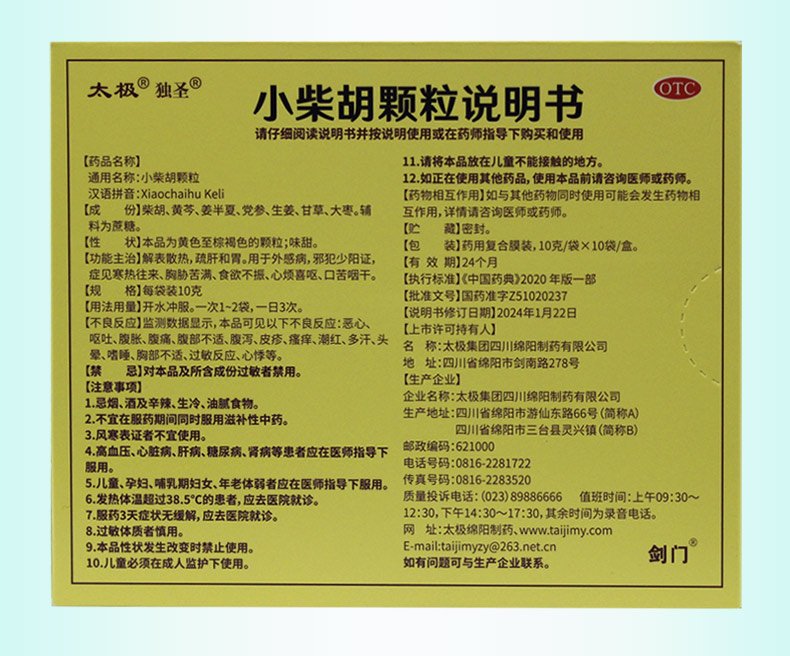 太极® 独圣®
小柴胡颗粒说明书
OTC
请仔细阅读说明书并按说明使用或在药师指导下购买和使用
【药品名称】
通用名称:小柴胡颗粒
汉语拼音:Xiaochaihu Keli
【成 份】柴胡、黄芩、姜半夏、党参、生姜、甘草、大枣。辅
料为蔗糖。
【性 状】本品为黄色至棕褐色的颗粒;味甜。
【功能主治】解表散热,疏肝和胃。用于外感病,邪犯少阳证,
症见寒热往来、胸胁苦满、食欲不振、心烦喜呕、口苦咽干。
【规 格】每袋装10克
【用法用量】开水冲服。一次1~2袋,一日3次。
【不良反应】监测数据显示,本品可见以下不良反应:恶心、
呕吐、腹胀、腹痛、腹部不适、腹泻、皮疹、瘙痒、潮红、多汗、头
晕、嗜睡、胸部不适、过敏反应、心悸等。
【禁 忌】对本品及所含成份过敏者禁用。
【注意事项】
1.忌烟、酒及辛辣、生冷、油腻食物。
2.不宜在服药期间同时服用滋补性中药。
3.风寒表证者不宜使用。
4.高血压、心脏病、肝病、糖尿病、肾病等患者应在医师指导下
服用。
5.儿童、孕妇、哺乳期妇女、年老体弱者应在医师指导下服用。
6.发热体温超过38.5℃的患者,应去医院就诊。
7.服药3天症状无缓解,应去医院就诊。
8.过敏体质者慎用。
9.本品性状发生改变时禁止使用。
10.儿童必须在成人监护下使用。
11.请将本品放在儿童不能接触的地方。
12.如正在使用其他药品,使用本品前请咨询医师或药师。
【药物相互作用】如与其他药物同时使用可能会发生药物相
互作用,详情请咨询医师或药师。
【贮 藏】密封。
【包 装】药用复合膜装,10克/袋×10袋/盒。
【有 效 期】24个月
【执行标准】《中国药典》2020年版一部
【批准文号】国药准字Z51020237
【说明书修订日期】2024年1月22日
【上市许可持有人】
名 称:太极集团四川绵阳制药有限公司
地 址:四川省绵阳市剑南路278号
【生产企业】
企业名称:太极集团四川绵阳制药有限公司
生产地址:四川省绵阳市游仙东路66号(简称A)
四川省绵阳市三台县灵兴镇(简称B)
邮政编码:621000
电话号码:0816-2281722
传真号码:0816-2283520
质量投诉电话:(023)89886666 值班时间:上午09:30~
12:30,下午14:30~17:30,其余时间为录音电话。
网 址:太极绵阳制药、www.taijimy.com
E-mail:taijimyzy@263.net.cn
如有问题可与生产企业联系。
剑门®